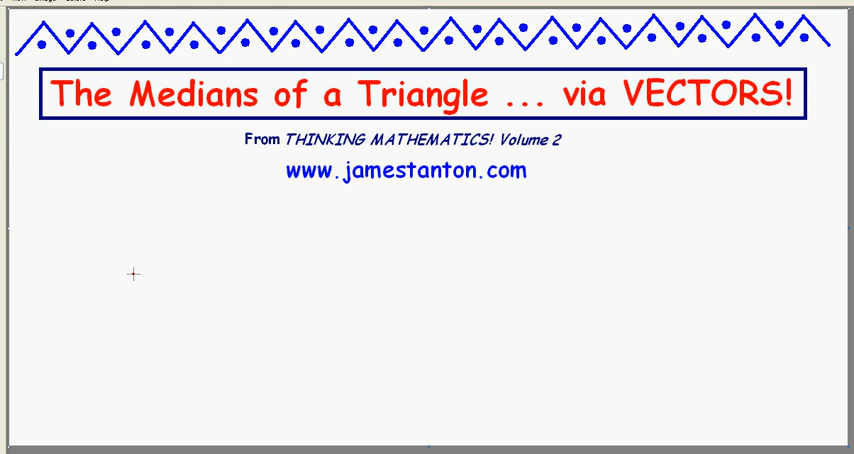 The Medians of a Triangle ... via VECTORS!
From THINKING MATHEMATICS! Volume 2
www.jamestanton.com